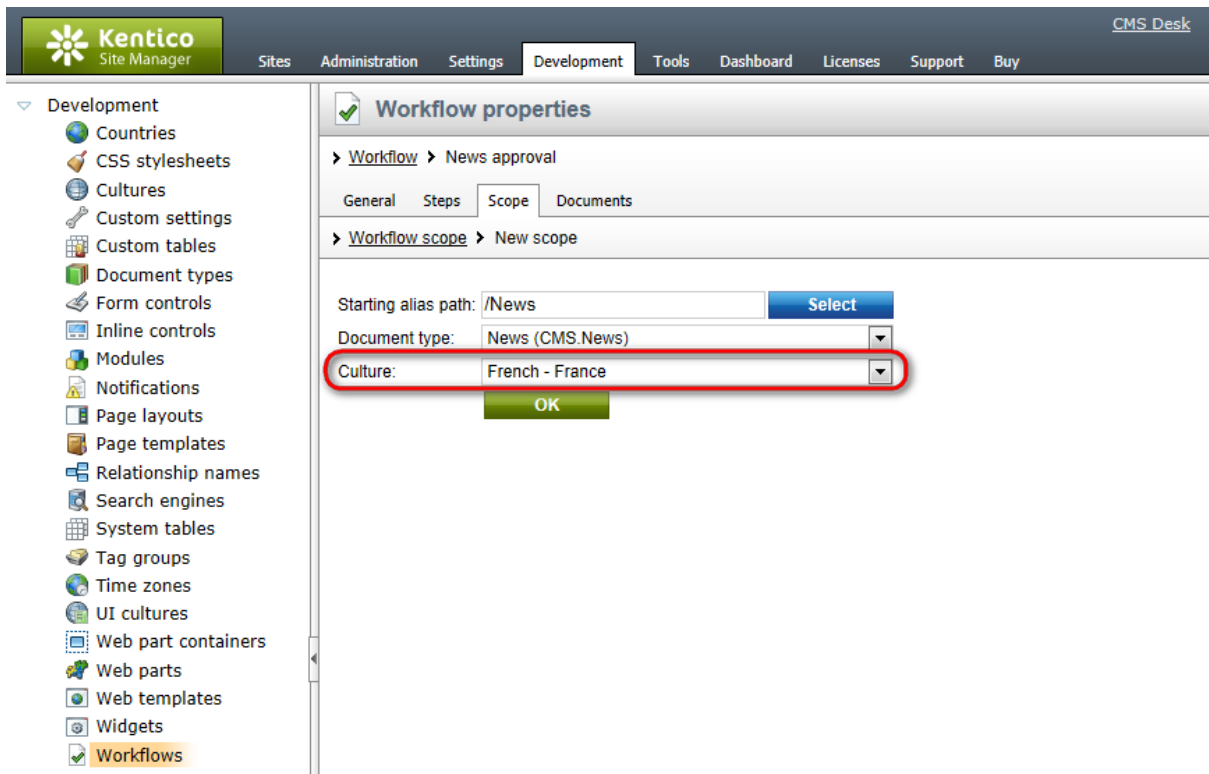 CMS Desk
Kentico
Site Manager
Sites Administration Settings Development Tools Dashboard Licenses Support Buy
Development
Countries
CSS stylesheets
Cultures
Custom settings
Custom tables
Document types
Form controls
Inline controls
Modules
Notifications
Page layouts
Page templates
Relationship names
Search engines
System tables
Tag groups
Time zones
UI cultures
Web part containers
Web parts
Web templates
Widgets
Workflows
Workflow properties
Workflow News approval
General Steps Scope Documents
Workflow scope New scope
Starting alias path: /News Select
Document type: News (CMS.News)
Culture: French - France
OK